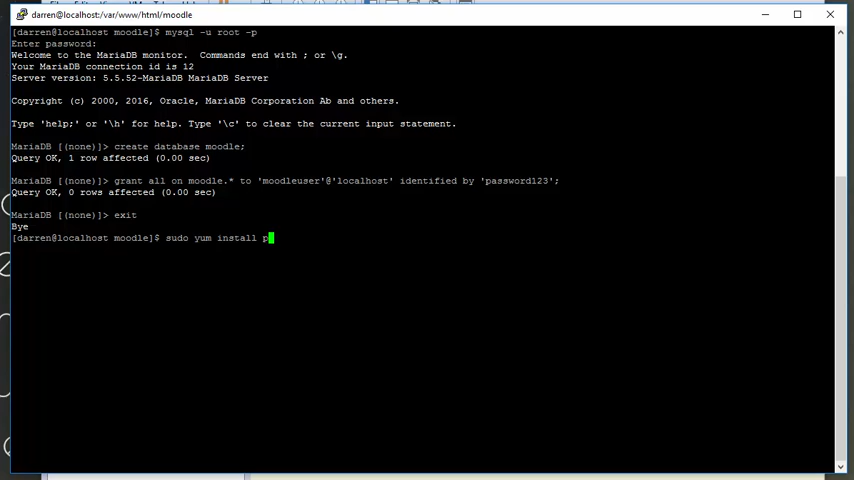 darren@localhost:/var/www/html/moodle
[darren@localhost moodle]$ mysql -u root -p
Enter password:
Welcome to the MariaDB monitor.  Commands end with ; or \g.
Your MariaDB connection id is 12
Server version: 5.5.52-MariaDB MariaDB Server
Copyright (c) 2000, 2016, Oracle, MariaDB Corporation Ab and others.
Type 'help;' or '\h' for help. Type '\c' to clear the current input statement.
MariaDB [(none)]> create database moodle;
Query OK, 1 row affected (0.00 sec)
MariaDB [(none)]> grant all on moodle.* to 'moodleuser'@'localhost' identified by 'password123';
Query OK, 0 rows affected (0.00 sec)
MariaDB [(none)]> exit
Bye
[darren@localhost moodle]$ sudo yum install p